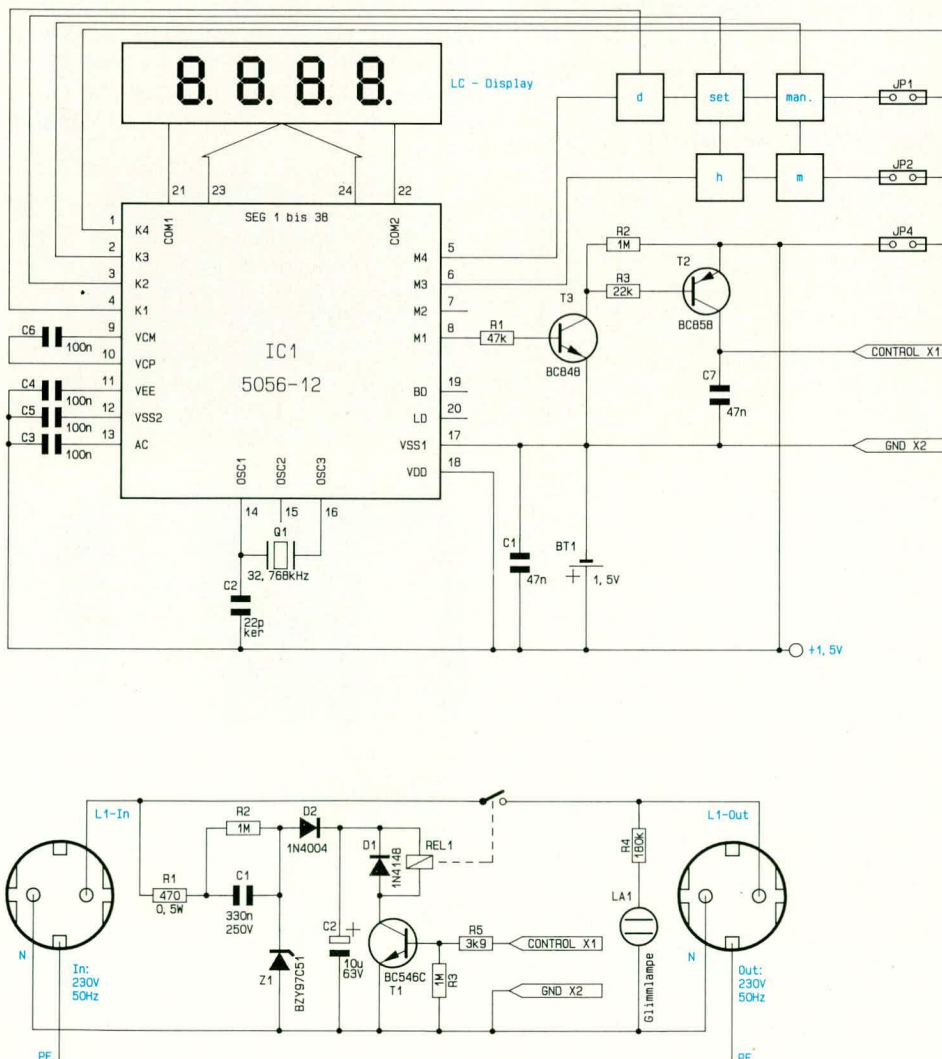 8.8.8.8.
LC - Display
d
set
man.
JP1
h
m
JP2
21
23
24
22
SEG 1 bis 38
COM1
COM2
1
K4
2
K3
3
K2
4
K1
9
VCM
10
VCP
11
VEE
12
VSS2
13
AC
C6
100n
C4
100n
C5
100n
C3
100n
IC1
5056-12
M4
5
M3
6
M2
7
M1
8
BD
19
LD
20
VSS1
17
VDD
18
OSC1
OSC2
OSC3
14
15
16
Q1
32,768kHz
C2
22p
ker
R1
47k
T3
BC848
R2
1M
R3
22k
T2
BC858
JP4
CONTROL X1
C7
47n
GND X2
C1
47n
BT1
+
1,5V
+1,5V
L1-In
R2
1M
D2
1N4004
R1
470
0,5W
C1
330n
250V
D1
1N4148
REL1
Z1
BZY97C51
C2
+
10u
63V
BC546C
T1
R5
3k9
CONTROL X1
R3
1M
GND X2
R4
180k
LA1
Glimmlampe
L1-Out
N
In:
230V
50Hz
PE
N
Out:
230V
50Hz
PE